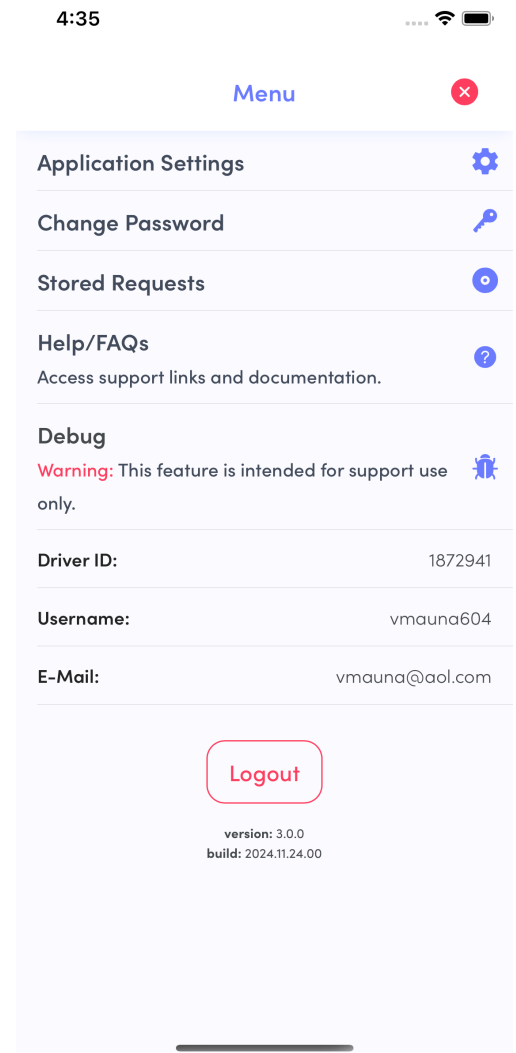 4:35
Menu
Application Settings
Change Password
Stored Requests
Help/FAQs
Access support links and documentation.
?
Debug
Warning: This feature is intended for support use
only.
Driver ID: 1872941
Username: vmauna604
E-Mail: vmauna@aol.com
Logout
version: 3.0.0
build: 2024.11.24.00